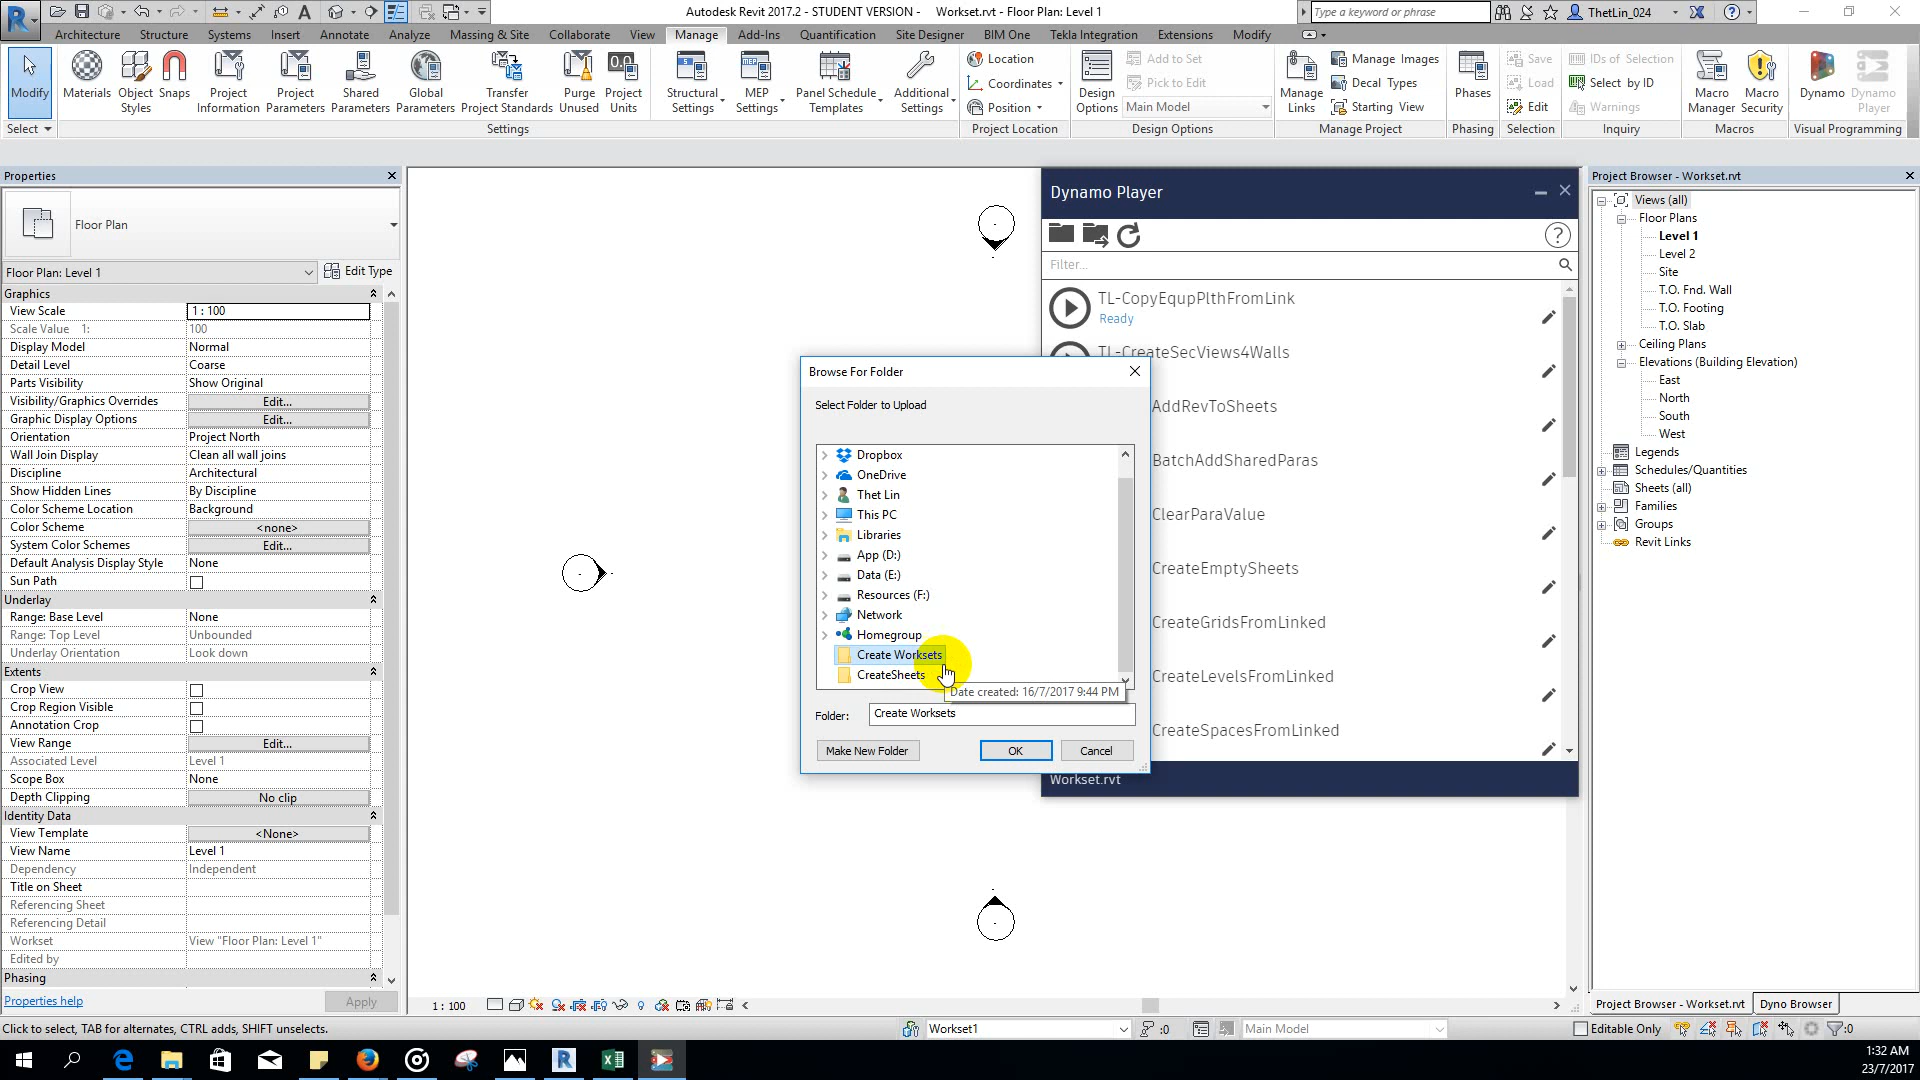 Autodesk Revit 2017.2 - STUDENT VERSION - Workset.rvt - Floor Plan: Level 1
Type a keyword or phrase
ThetLin_024
Architecture Structure Systems Insert Annotate Analyze Massing & Site Collaborate View Manage Add-Ins Quantification Site Designer BIM One Tekla Integration Extensions Modify
Modify
Materials
Object Styles
Snaps
Project Information
Project Parameters
Shared Parameters
Global Parameters
Transfer Project Standards
Purge Unused
Project Units
Structural Settings
MEP Settings
Panel Schedule Templates
Additional Settings
Location
Coordinates
Position
Design Options
Add to Set
Pick to Edit
Main Model
Manage Links
Manage Images
Decal Types
Starting View
Phases
Save
Load
Edit
IDs of Selection
Select by ID
Warnings
Macro Manager
Macro Security
Dynamo
Dynamo Player
Select Settings Project Location Design Options Manage Project Phasing Selection Inquiry Macros Visual Programming
Properties
Floor Plan
Floor Plan: Level 1 Edit Type
Graphics
View Scale 1 : 100
Scale Value 1: 100
Display Model Normal
Detail Level Coarse
Parts Visibility Show Original
Visibility/Graphics Overrides Edit...
Graphic Display Options Edit...
Orientation Project North
Wall Join Display Clean all wall joins
Discipline Architectural
Show Hidden Lines By Discipline
Color Scheme Location Background
Color Scheme <none>
System Color Schemes Edit...
Default Analysis Display Style None
Sun Path
Underlay
Range: Base Level None
Range: Top Level Unbounded
Underlay Orientation Look down
Extents
Crop View
Crop Region Visible
Annotation Crop
View Range Edit...
Associated Level Level 1
Scope Box None
Depth Clipping No clip
Identity Data
View Template <None>
View Name Level 1
Dependency Independent
Title on Sheet
Referencing Sheet
Referencing Detail
Workset View "Floor Plan: Level 1"
Edited by
Phasing
Properties help Apply
Dynamo Player
Filter...
TL-CopyEqupPlthFromLink
Ready
TL-CreateSecViews4Walls
AddRevToSheets
BatchAddSharedParas
ClearParaValue
CreateEmptySheets
CreateGridsFromLinked
CreateLevelsFromLinked
CreateSpacesFromLinked
Workset.rvt
Browse For Folder
Select Folder to Upload
Dropbox
OneDrive
Thet Lin
This PC
Libraries
App (D:)
Data (E:)
Resources (F:)
Network
Homegroup
Create Worksets
CreateSheets
Date created: 16/7/2017 9:44 PM
Folder: Create Worksets
Make New Folder OK Cancel
Project Browser - Workset.rvt
Views (all)
Floor Plans
Level 1
Level 2
Site
T.O. Fnd. Wall
T.O. Footing
T.O. Slab
Ceiling Plans
Elevations (Building Elevation)
East
North
South
West
Legends
Schedules/Quantities
Sheets (all)
Families
Groups
Revit Links
Project Browser - Workset.rvt Dyno Browser
1 : 100
Click to select, TAB for alternates, CTRL adds, SHIFT unselects.
Workset1 :0 Main Model Editable Only :0
1:32 AM
23/7/2017